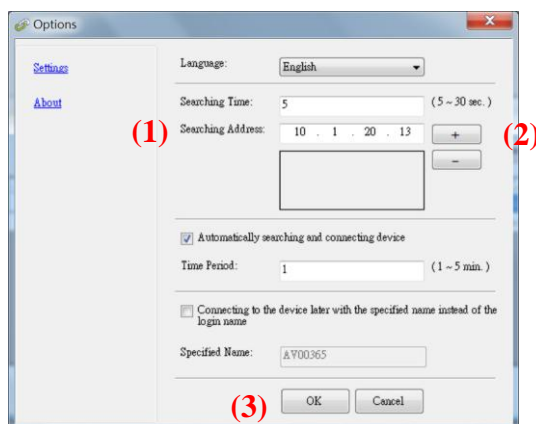 Options
Settings
About
Language: English
Searching Time: 5 (5 ~ 30 sec. )
(1) Searching Address: 10 . 1 . 20 . 13 + (2)
−
Automatically searching and connecting device
Time Period: 1 (1 ~ 5 min. )
Connecting to the device later with the specified name instead of the
login name
Specified Name: AV00365
(3) OK Cancel